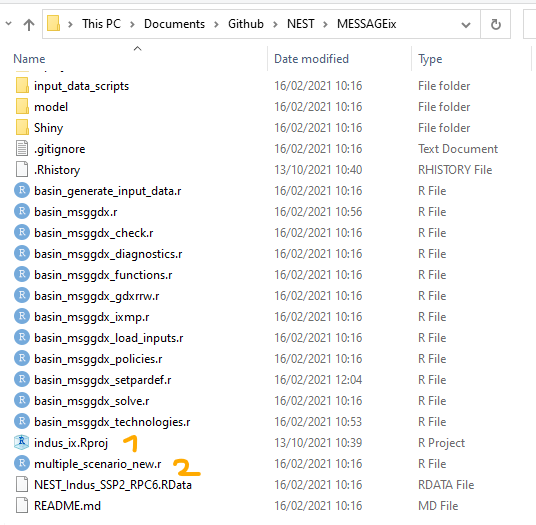 This PC > Documents > Github > NEST > MESSAGEix
Name Date modified Type
input_data_scripts 16/02/2021 10:16 File folder
model 16/02/2021 10:16 File folder
Shiny 16/02/2021 10:16 File folder
.gitignore 16/02/2021 10:16 Text Document
.Rhistory 13/10/2021 10:40 RHISTORY File
basin_generate_input_data.r 16/02/2021 10:16 R File
basin_msggdx.r 16/02/2021 10:56 R File
basin_msggdx_check.r 16/02/2021 10:16 R File
basin_msggdx_diagnostics.r 16/02/2021 10:16 R File
basin_msggdx_functions.r 16/02/2021 10:16 R File
basin_msggdx_gdxrrw.r 16/02/2021 10:16 R File
basin_msggdx_ixmp.r 16/02/2021 10:16 R File
basin_msggdx_load_inputs.r 16/02/2021 10:16 R File
basin_msggdx_policies.r 16/02/2021 10:16 R File
basin_msggdx_setpardef.r 16/02/2021 12:04 R File
basin_msggdx_solve.r 16/02/2021 10:16 R File
basin_msggdx_technologies.r 16/02/2021 10:53 R File
indus_ix.Rproj 1 13/10/2021 10:39 R Project
multiple_scenario_new.r 2 16/02/2021 10:16 R File
NEST_Indus_SSP2_RPC6.RData 16/02/2021 10:16 RDATA File
README.md 16/02/2021 10:16 MD File